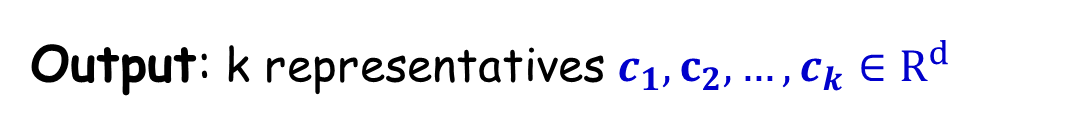 Output: k representatives c₁, c₂, … , cₖ ∈ Rᵈ